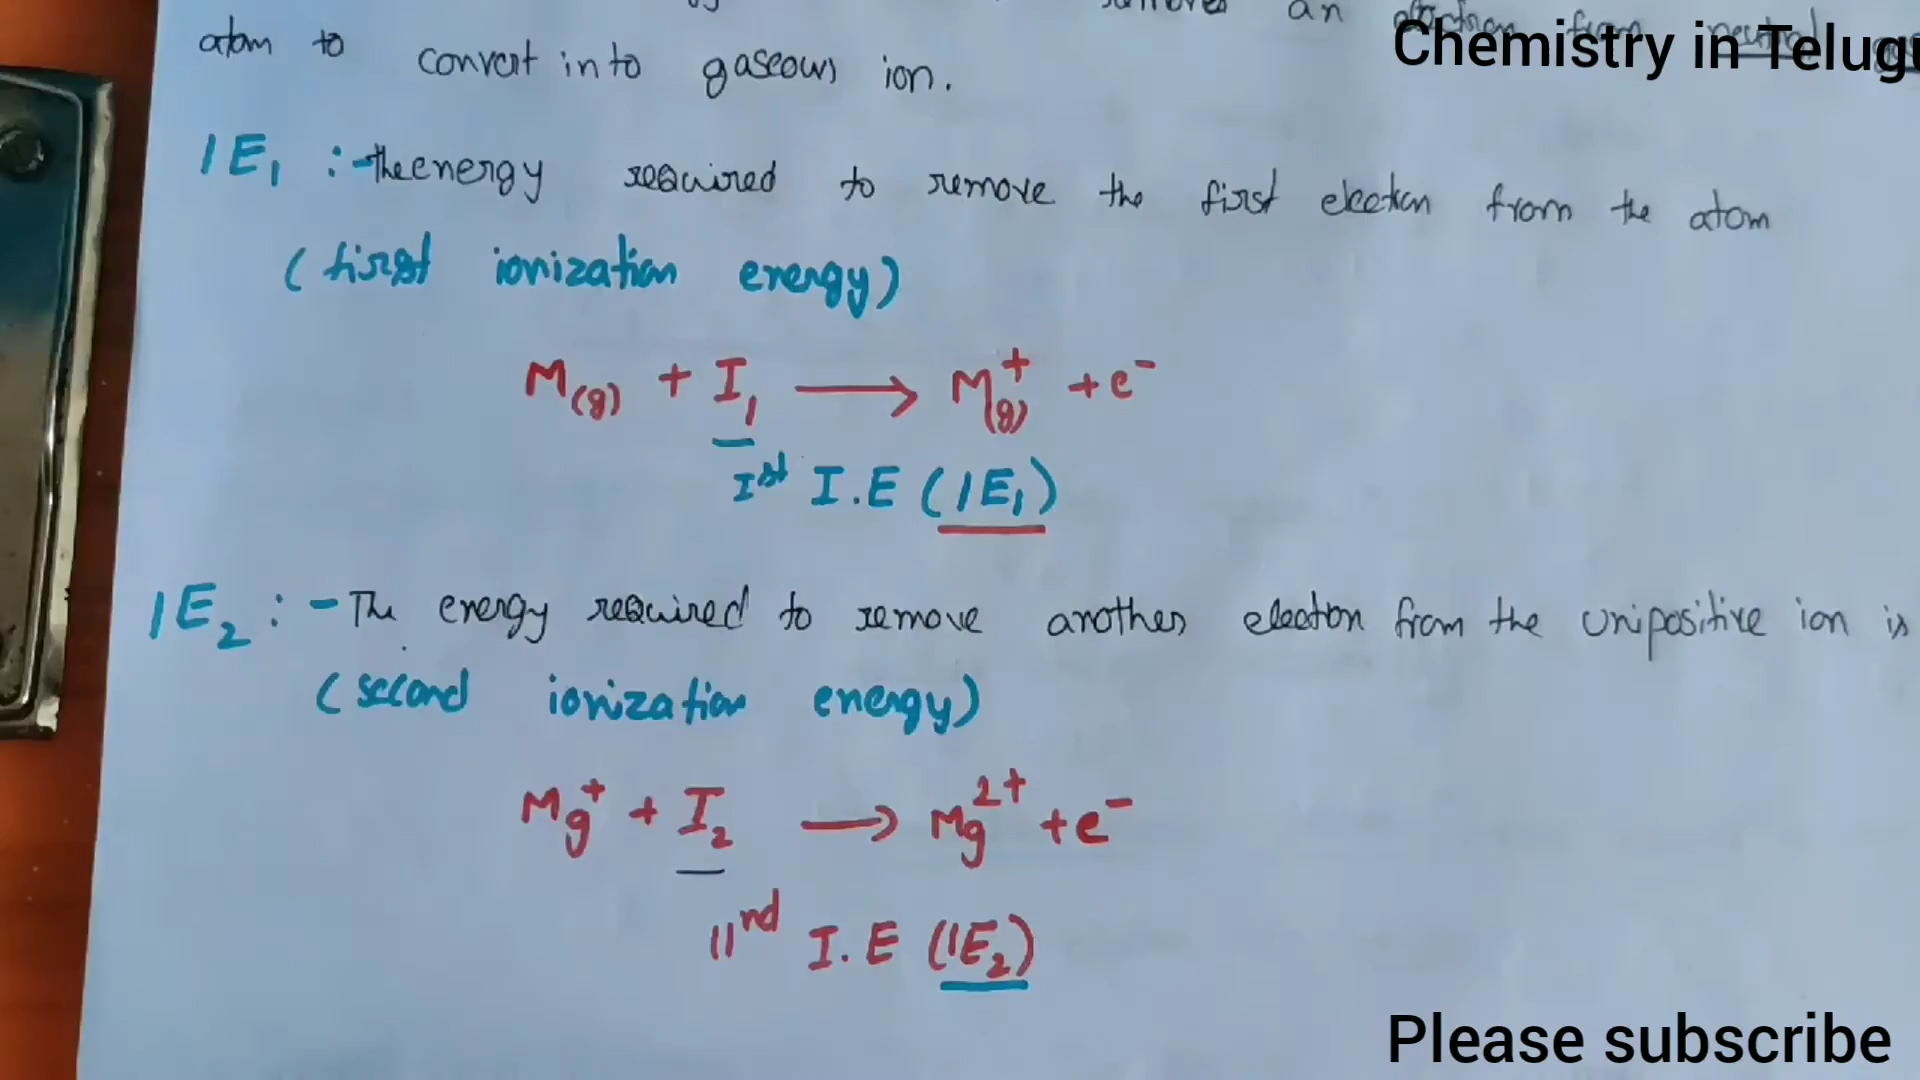 an
Chemistry in Telugu
atom to convert into gaseous ion.
IE₁ :- the energy required to remove the first electron from the atom
(first ionization energy)
M(g) + I₁ ⟶ M⁺(g) + e⁻
Ist I.E (IE₁)
IE₂ :- The energy required to remove another electron from the unipositive ion is
(second ionization energy)
Mg⁺ + I₂ ⟶ Mg²⁺ + e⁻
IInd I.E (IE₂)
Please subscribe